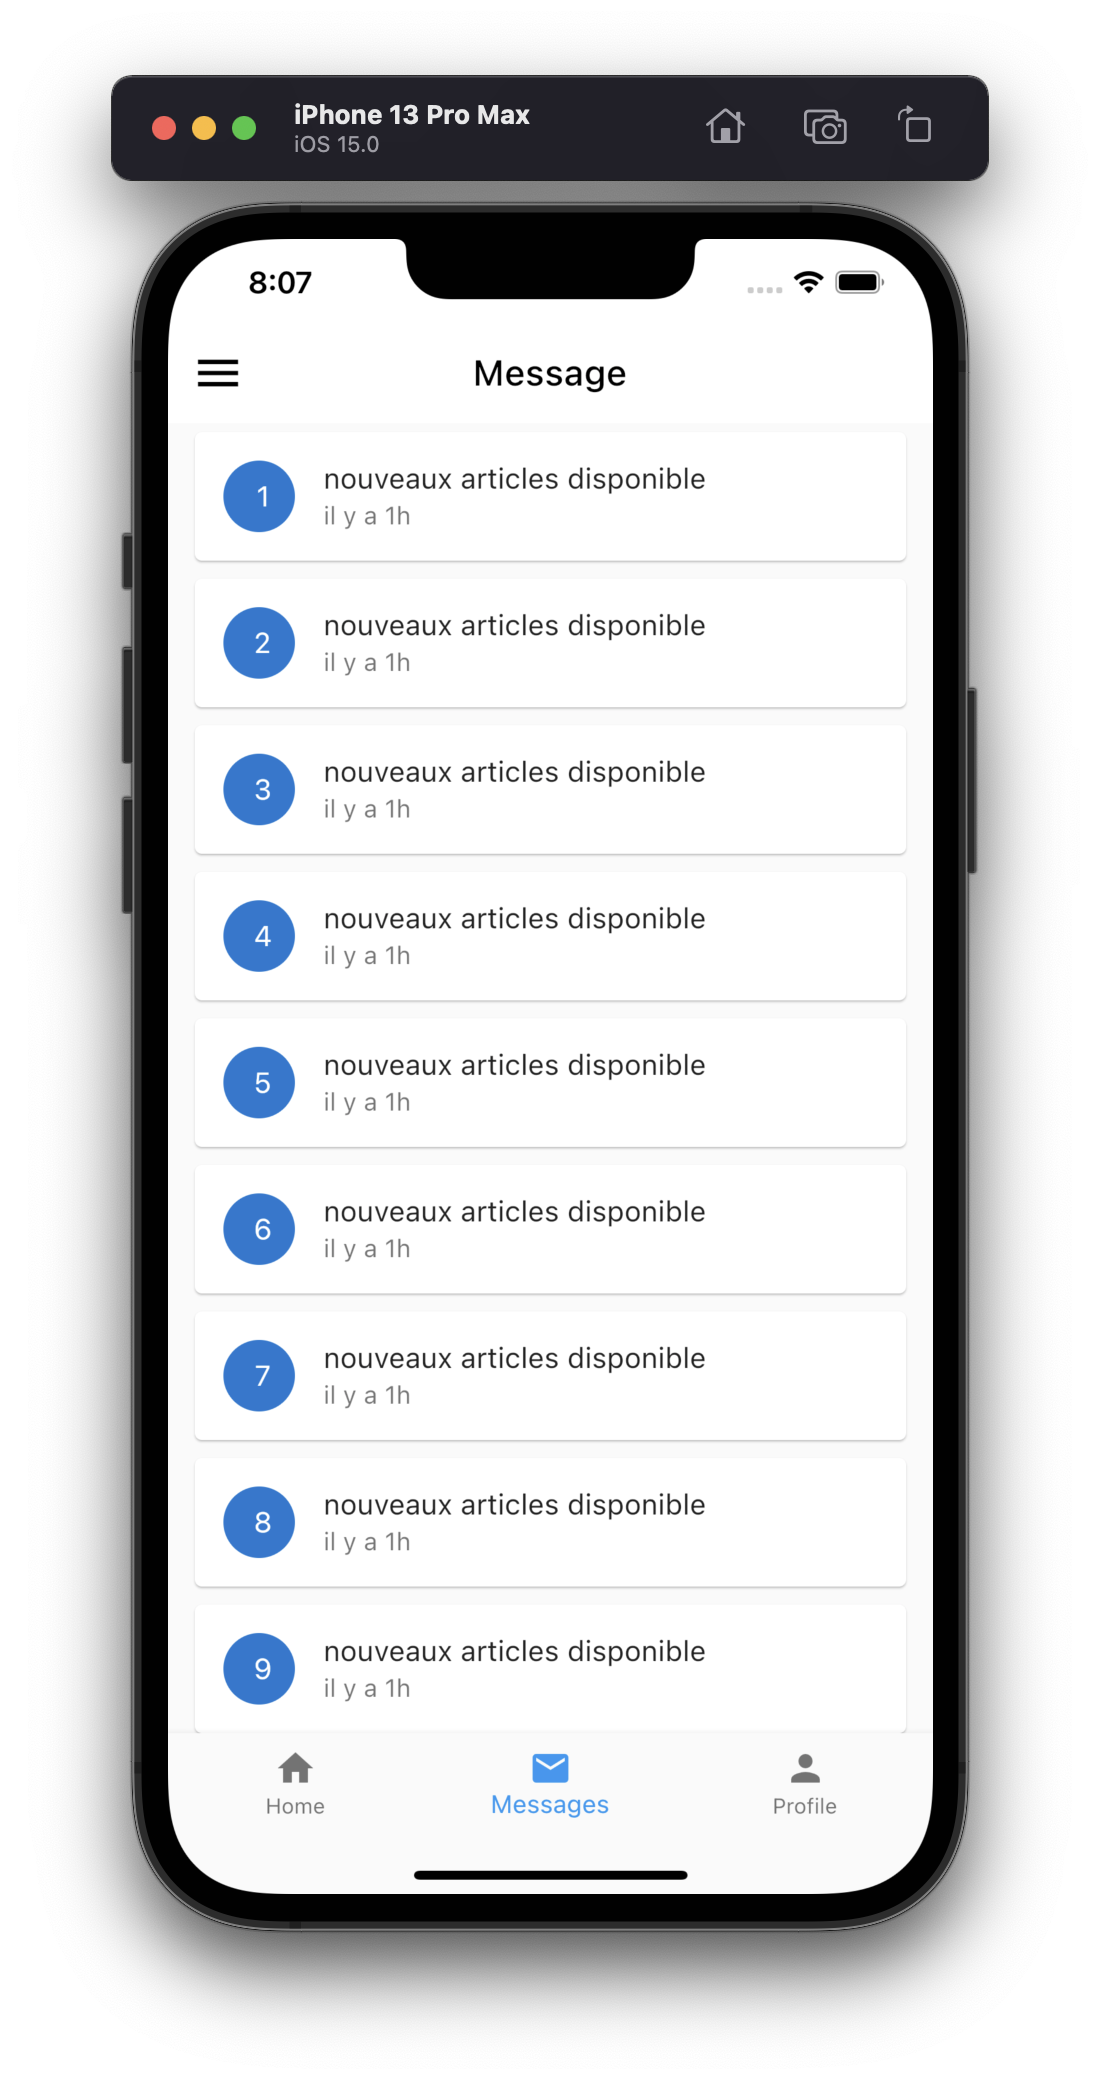 iPhone 13 Pro Max
iOS 15.0
8:07
Message
1
nouveaux articles disponible
il y a 1h
2
nouveaux articles disponible
il y a 1h
3
nouveaux articles disponible
il y a 1h
4
nouveaux articles disponible
il y a 1h
5
nouveaux articles disponible
il y a 1h
6
nouveaux articles disponible
il y a 1h
7
nouveaux articles disponible
il y a 1h
8
nouveaux articles disponible
il y a 1h
9
nouveaux articles disponible
il y a 1h
Home
Messages
Profile